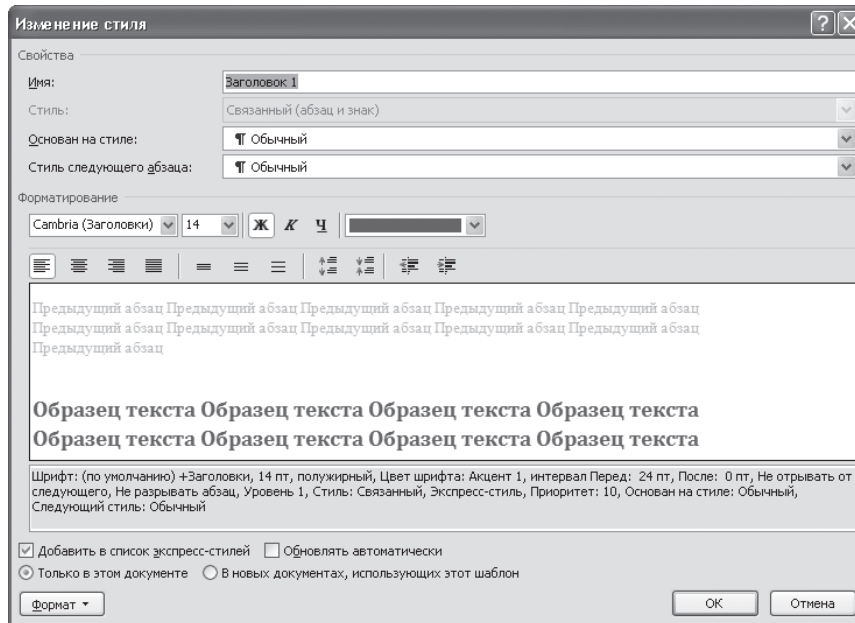 Изменение стиля
Свойства
Имя: Заголовок 1
Стиль: Связанный (абзац и знак)
Основан на стиле: ¶ Обычный
Стиль следующего абзаца: ¶ Обычный
Форматирование
Cambria (Заголовки) 14 Ж К Ч
Предыдущий абзац Предыдущий абзац Предыдущий абзац Предыдущий абзац Предыдущий абзац
Предыдущий абзац Предыдущий абзац Предыдущий абзац Предыдущий абзац Предыдущий абзац
Предыдущий абзац
Образец текста Образец текста Образец текста Образец текста
Образец текста Образец текста Образец текста Образец текста
Шрифт: (по умолчанию) +Заголовки, 14 пт, полужирный, Цвет шрифта: Акцент 1, интервал Перед: 24 пт, После: 0 пт, Не отрывать от
следующего, Не разрывать абзац, Уровень 1, Стиль: Связанный, Экспресс-стиль, Приоритет: 10, Основан на стиле: Обычный,
Следующий стиль: Обычный
Добавить в список экспресс-стилей Обновлять автоматически
Только в этом документе В новых документах, использующих этот шаблон
Формат ОК Отмена